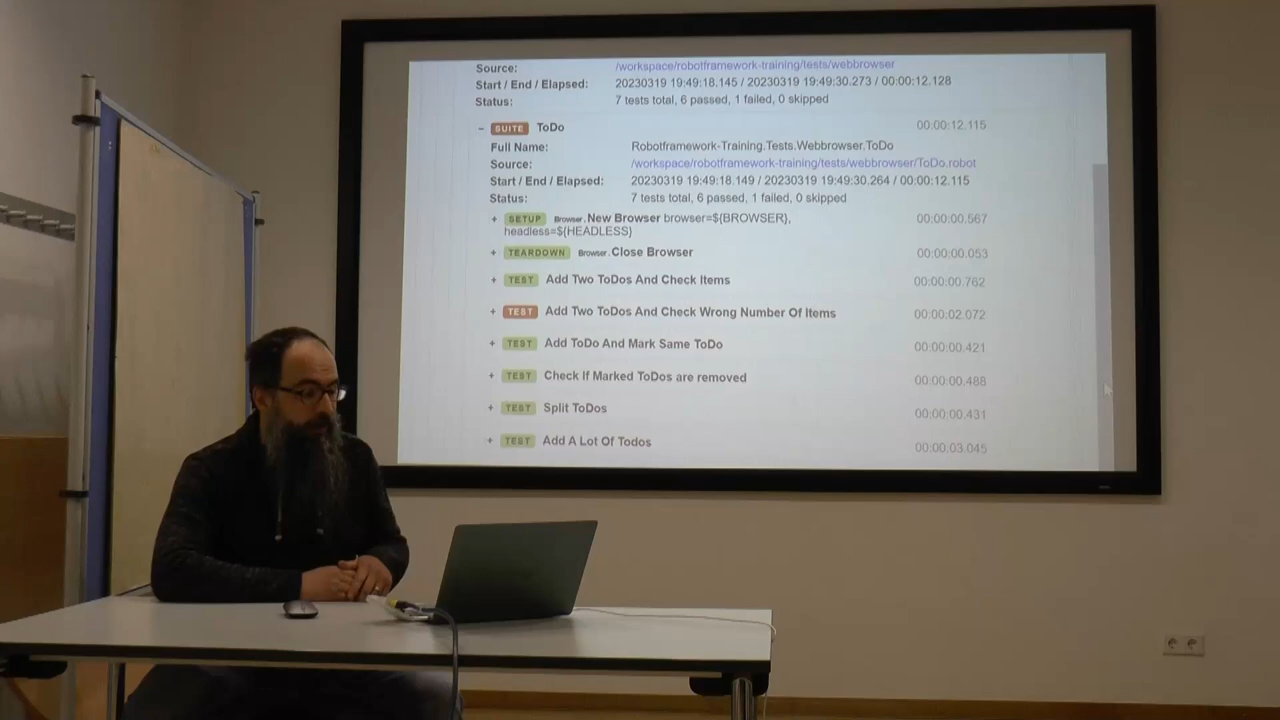 Source: /workspace/robotframework-training/tests/webbrowser
Start / End / Elapsed: 20230319 19:49:18.145 / 20230319 19:49:30.273 / 00:00:12.128
Status: 7 tests total, 6 passed, 1 failed, 0 skipped
− SUITE ToDo 00:00:12.115
Full Name: Robotframework-Training.Tests.Webbrowser.ToDo
Source: /workspace/robotframework-training/tests/webbrowser/ToDo.robot
Start / End / Elapsed: 20230319 19:49:18.149 / 20230319 19:49:30.264 / 00:00:12.115
Status: 7 tests total, 6 passed, 1 failed, 0 skipped
+ SETUP Browser.New Browser browser=${BROWSER}, 00:00:00.567
headless=${HEADLESS}
+ TEARDOWN Browser.Close Browser 00:00:00.053
+ TEST Add Two ToDos And Check Items 00:00:00.762
+ TEST Add Two ToDos And Check Wrong Number Of Items 00:00:02.072
+ TEST Add ToDo And Mark Same ToDo 00:00:00.421
+ TEST Check If Marked ToDos are removed 00:00:00.488
+ TEST Split ToDos 00:00:00.431
+ TEST Add A Lot Of Todos 00:00:03.045